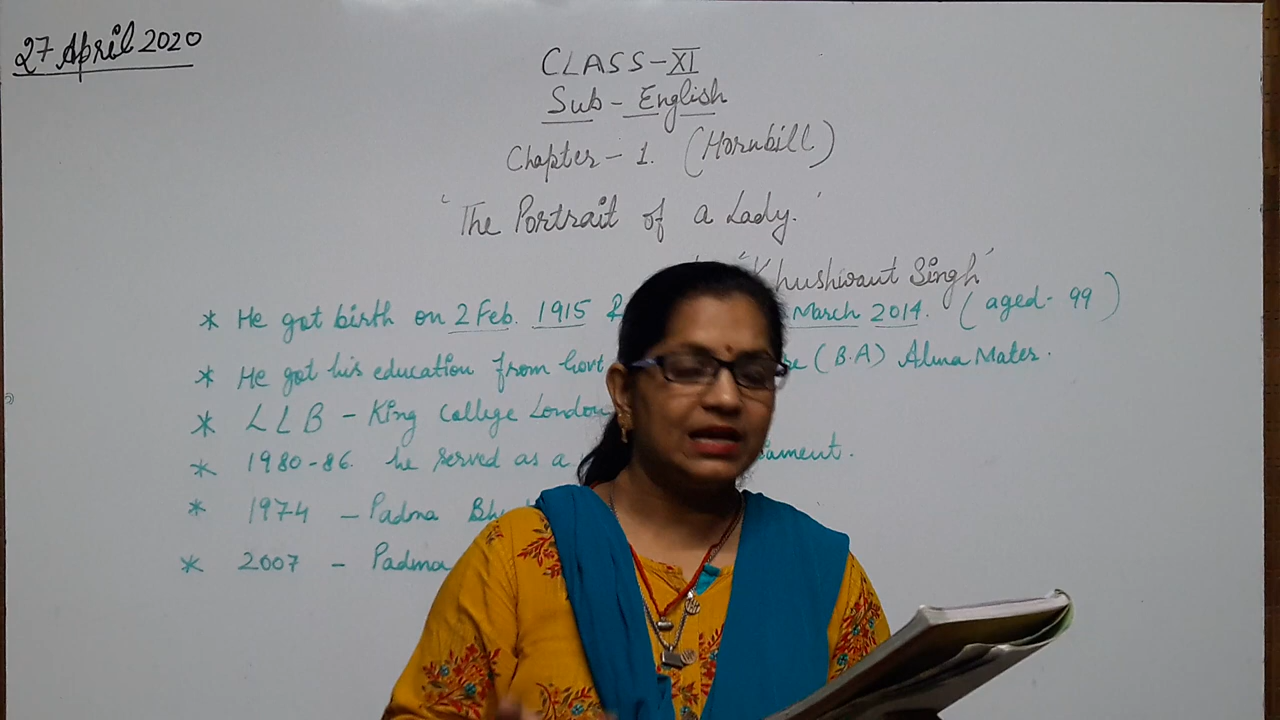 27 April 2020
CLASS-XI
Sub - English
Chapter - 1. (Hornbill)
'The Portrait of a Lady.'
"Khushwant Singh"
* He got birth on 2 Feb. 1915 March 2014. (aged - 99)
* He got his education from Govt (B.A) Alma Mater.
* LLB - King College London
* 1980-86. he served as a
* 1974 - Padma
* 2007 - Padma